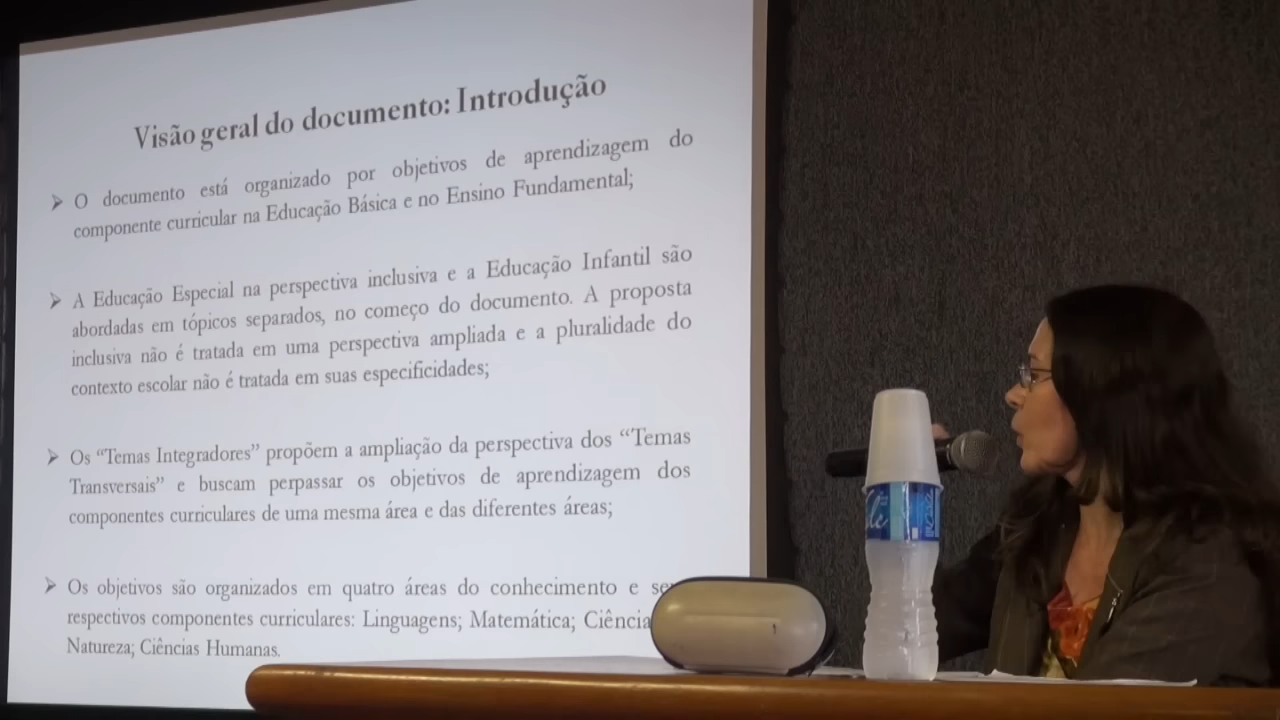 Visão geral do documento: Introdução
➢ O documento está organizado por objetivos de aprendizagem do
componente curricular na Educação Básica e no Ensino Fundamental;
➢ A Educação Especial na perspectiva inclusiva e a Educação Infantil são
abordadas em tópicos separados, no começo do documento. A proposta
inclusiva não é tratada em uma perspectiva ampliada e a pluralidade do
contexto escolar não é tratada em suas especificidades;
➢ Os “Temas Integradores” propõem a ampliação da perspectiva dos “Temas
Transversais” e buscam perpassar os objetivos de aprendizagem dos
componentes curriculares de uma mesma área e das diferentes áreas;
➢ Os objetivos são organizados em quatro áreas do conhecimento e
respectivos componentes curriculares: Linguagens; Matemática; Ciência
Natureza; Ciências Humanas.